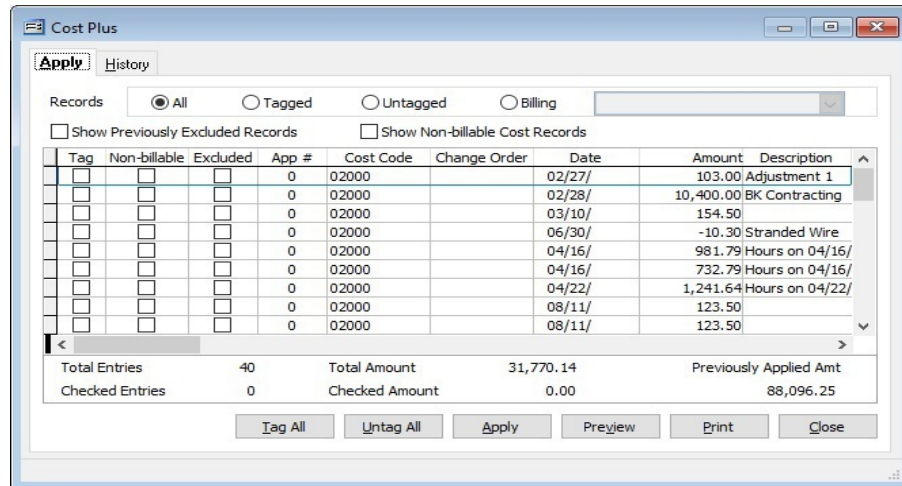 Cost Plus
Apply History
Records All Tagged Untagged Billing
Show Previously Excluded Records Show Non-billable Cost Records
Tag Non-billable Excluded App # Cost Code Change Order Date Amount Description
0 02000 02/27/ 103.00 Adjustment 1
0 02000 02/28/ 10,400.00 BK Contracting
0 02000 03/10/ 154.50
0 02000 06/30/ -10.30 Stranded Wire
0 02000 04/16/ 981.79 Hours on 04/16/
0 02000 04/16/ 732.79 Hours on 04/16/
0 02000 04/22/ 1,241.64 Hours on 04/22/
0 02000 08/11/ 123.50
0 02000 08/11/ 123.50
Total Entries 40 Total Amount 31,770.14 Previously Applied Amt
Checked Entries 0 Checked Amount 0.00 88,096.25
Tag All Untag All Apply Preview Print Close